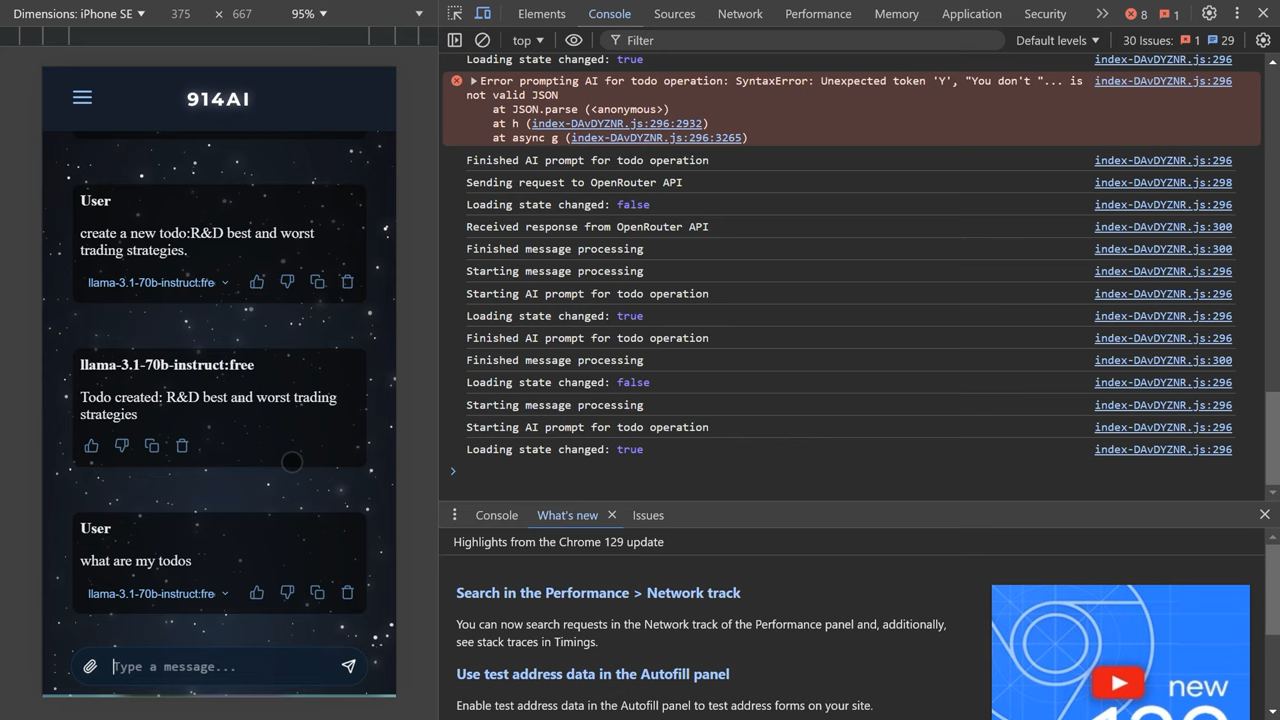 Dimensions: iPhone SE ▼ 375 × 667 95% ▼
914AI
User
create a new todo:R&D best and worst
trading strategies.
llama-3.1-70b-instruct:fre
llama-3.1-70b-instruct:free
Todo created: R&D best and worst trading
strategies
User
what are my todos
llama-3.1-70b-instruct:fre
Type a message...
Elements Console Sources Network Performance Memory Application Security 8 1
top ▼ Filter Default levels ▼ 30 Issues: 1 29
Loading state changed: true index-DAvDYZNR.js:296
Error prompting AI for todo operation: SyntaxError: Unexpected token 'Y', "You don't "... is index-DAvDYZNR.js:296
not valid JSON
at JSON.parse (<anonymous>)
at h (index-DAvDYZNR.js:296:2932)
at async g (index-DAvDYZNR.js:296:3265)
Finished AI prompt for todo operation index-DAvDYZNR.js:296
Sending request to OpenRouter API index-DAvDYZNR.js:298
Loading state changed: false index-DAvDYZNR.js:296
Received response from OpenRouter API index-DAvDYZNR.js:300
Finished message processing index-DAvDYZNR.js:300
Starting message processing index-DAvDYZNR.js:296
Starting AI prompt for todo operation index-DAvDYZNR.js:296
Loading state changed: true index-DAvDYZNR.js:296
Finished AI prompt for todo operation index-DAvDYZNR.js:296
Finished message processing index-DAvDYZNR.js:300
Loading state changed: false index-DAvDYZNR.js:296
Starting message processing index-DAvDYZNR.js:296
Starting AI prompt for todo operation index-DAvDYZNR.js:296
Loading state changed: true index-DAvDYZNR.js:296
Console What's new Issues
Highlights from the Chrome 129 update
Search in the Performance > Network track
You can now search requests in the Network track of the Performance panel and, additionally,
see stack traces in Timings.
Use test address data in the Autofill panel
Enable test address data in the Autofill panel to test address forms on your site.
new